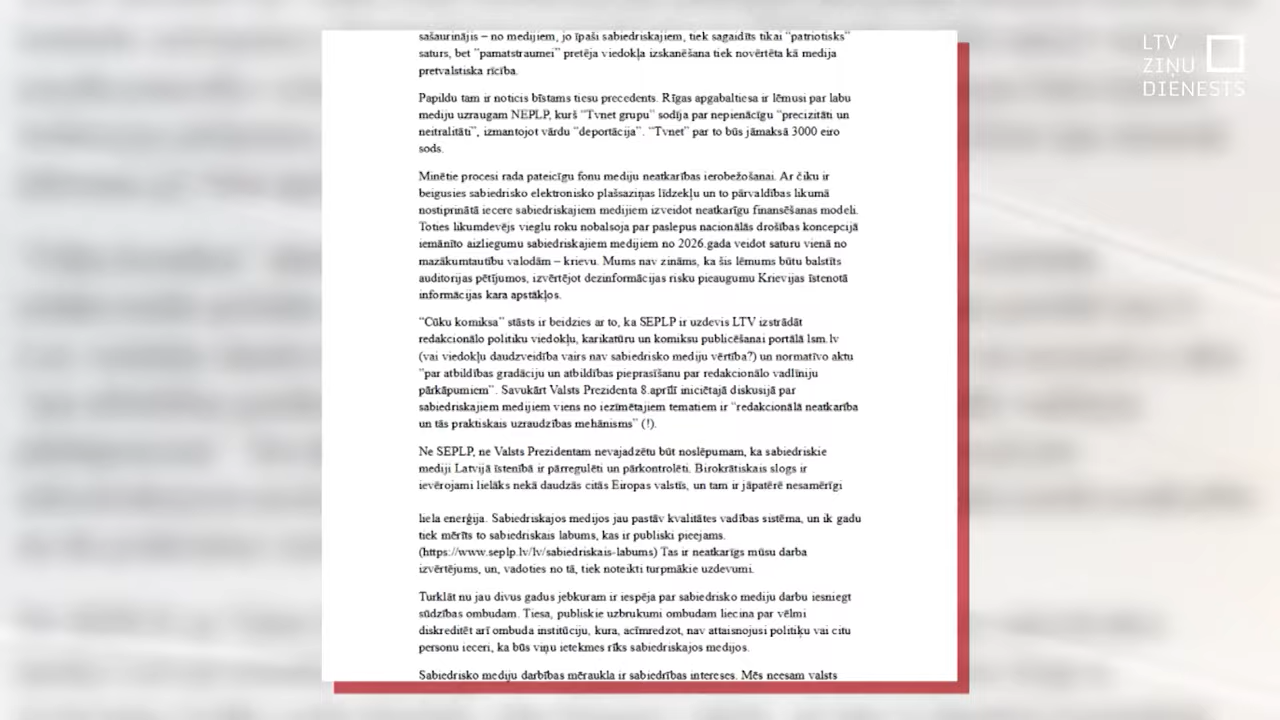 LTV
ZIŅU
DIENESTS
sašaurinājis – no medijiem, jo īpaši sabiedriskajiem, tiek sagaidīts tikai “patriotisks”
saturs, bet “pamatstraumei” pretēja viedokļa izskanēšana tiek novērtēta kā medija
pretvalstiska rīcība.
Papildu tam ir noticis bīstams tiesu precedents. Rīgas apgabaltiesa ir lēmusi par labu
mediju uzraugam NEPLP, kurš “Tvnet grupu” sodīja par nepienācīgu “precizitāti un
neitralitāti”, izmantojot vārdu “deportācija”. “Tvnet” par to būs jāmaksā 3000 eiro
sods.
Minētie procesi rada pateicīgu fonu mediju neatkarības ierobežošanai. Ar čiku ir
beigusies sabiedrisko elektronisko plašsaziņas līdzekļu un to pārvaldības likumā
nostiprinātā iecere sabiedriskajiem medijiem izveidot neatkarīgu finansēšanas modeli.
Toties likumdevējs vieglu roku nobalsoja par paslepus nacionālās drošības koncepcijā
iemānīto aizliegumu sabiedriskajiem medijiem no 2026.gada veidot saturu vienā no
mazākumtautību valodām – krievu. Mums nav zināms, ka šis lēmums būtu balstīts
auditorijas pētījumos, izvērtējot dezinformācijas risku pieaugumu Krievijas īstenotā
informācijas kara apstākļos.
“Cūku komiksa” stāsts ir beidzies ar to, ka SEPLP ir uzdevis LTV izstrādāt
redakcionālo politiku viedokļu, karikatūru un komiksu publicēšanai portālā lsm.lv
(vai viedokļu daudzveidība vairs nav sabiedrisko mediju vērtība?) un normatīvo aktu
“par atbildības gradāciju un atbildības pieprasīšanu par redakcionālo vadlīniju
pārkāpumiem”. Savukārt Valsts Prezidenta 8.aprīlī iniciētajā diskusijā par
sabiedriskajiem medijiem viens no iezīmētajiem tematiem ir “redakcionālā neatkarība
un tās praktiskais uzraudzības mehānisms” (!).
Ne SEPLP, ne Valsts Prezidentam nevajadzētu būt noslēpumam, ka sabiedriskie
mediji Latvijā īstenībā ir pārregulēti un pārkontrolēti. Birokrātiskais slogs ir
ievērojami lielāks nekā daudzās citās Eiropas valstīs, un tam ir jāpatērē nesamērīgi
liela enerģija. Sabiedriskajos medijos jau pastāv kvalitātes vadības sistēma, un ik gadu
tiek mērīts to sabiedriskais labums, kas ir publiski pieejams.
(https://www.seplp.lv/lv/sabiedriskais-labums) Tas ir neatkarīgs mūsu darba
izvērtējums, un, vadoties no tā, tiek noteikti turpmākie uzdevumi.
Turklāt nu jau divus gadus jebkuram ir iespēja par sabiedrisko mediju darbu iesniegt
sūdzības ombudam. Tiesa, publiskie uzbrukumi ombudam liecina par vēlmi
diskreditēt arī ombuda institūciju, kura, acīmredzot, nav attaisnojusi politiķu vai citu
personu ieceri, ka būs viņu ietekmes rīks sabiedriskajos medijos.
Sabiedrisko mediju darbības mēraukla ir sabiedrības intereses. Mēs neesam valsts